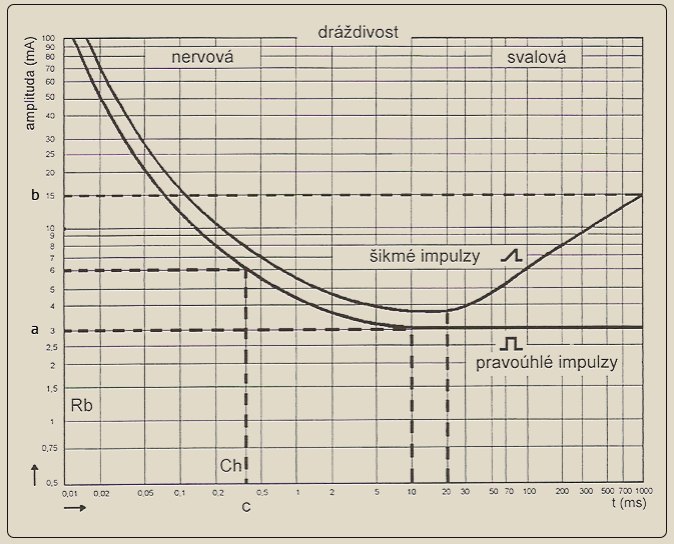 dráždivost
nervová
svalová
amplituda (mA)
100
90
80
70
60
50
40
30
25
20
b 15
10
9
8
7
6
5
4
a 3
2,5
2
1,5
1
0,75
0,5
šikmé impulzy
pravoúhlé impulzy
Rb
Ch
0,01 0,02 0,05 0,1 0,2 0,5 1 2 5 10 20 30 50 70 100 200 300 500 700 1000
c
t (ms)